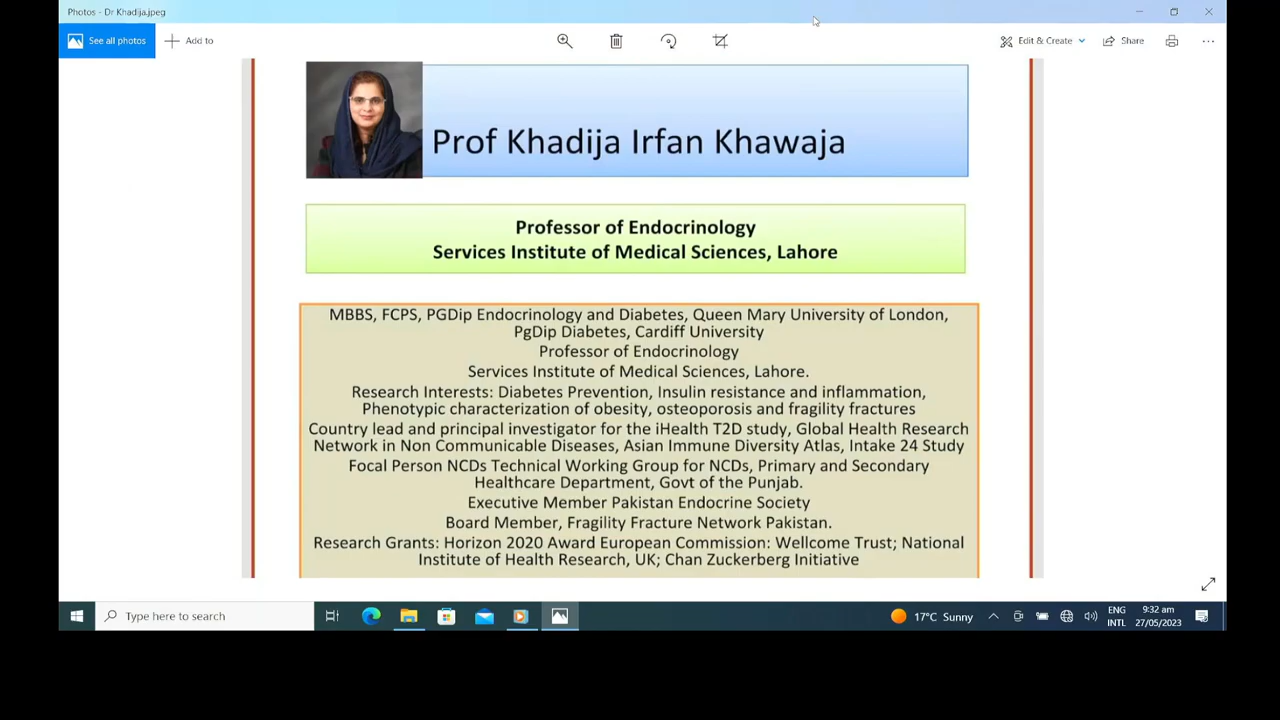 Photos - Dr Khadija.jpeg
See all photos
Add to
Edit & Create
Share
Prof Khadija Irfan Khawaja
Professor of Endocrinology
Services Institute of Medical Sciences, Lahore
MBBS, FCPS, PGDip Endocrinology and Diabetes, Queen Mary University of London,
PgDip Diabetes, Cardiff University
Professor of Endocrinology
Services Institute of Medical Sciences, Lahore.
Research Interests: Diabetes Prevention, Insulin resistance and inflammation,
Phenotypic characterization of obesity, osteoporosis and fragility fractures
Country lead and principal investigator for the iHealth T2D study, Global Health Research
Network in Non Communicable Diseases, Asian Immune Diversity Atlas, Intake 24 Study
Focal Person NCDs Technical Working Group for NCDs, Primary and Secondary
Healthcare Department, Govt of the Punjab.
Executive Member Pakistan Endocrine Society
Board Member, Fragility Fracture Network Pakistan.
Research Grants: Horizon 2020 Award European Commission: Wellcome Trust; National
Institute of Health Research, UK; Chan Zuckerberg Initiative
Type here to search
17°C Sunny
ENG
INTL
9:32 am
27/05/2023